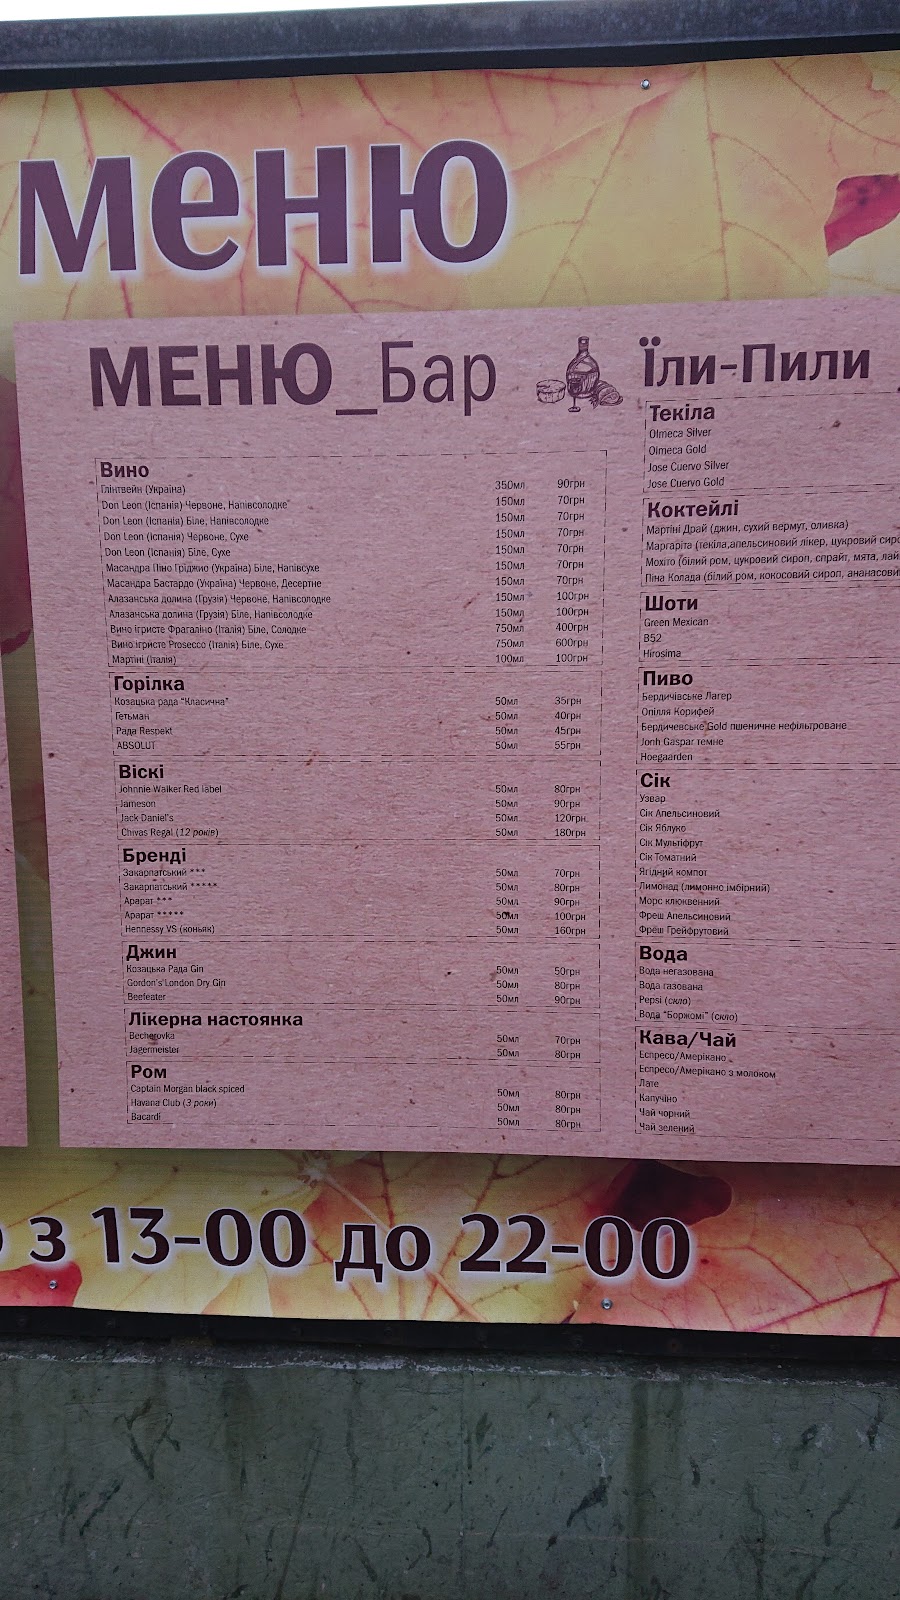 меню
МЕНЮ_Бар
Вино
Глінтвейн (Україна) 350мл 90грн
Don Leon (Іспанія) Червоне, Напівсолодке 150мл 70грн
Don Leon (Іспанія) Біле, Напівсолодке 150мл 70грн
Don Leon (Іспанія) Червоне, Сухе 150мл 70грн
Don Leon (Іспанія) Біле, Сухе 150мл 70грн
Масандра Піно Гріджио (Україна) Біле, Напівсухе 150мл 70грн
Масандра Бастардо (Україна) Червоне, Десертне 150мл 70грн
Алазанська долина (Грузія) Червоне, Напівсолодке 150мл 100грн
Алазанська долина (Грузія) Біле, Напівсолодке 150мл 100грн
Вино ігристе Фрагаліно (Італія) Біле, Солодке 750мл 400грн
Вино ігристе Prosecco (Італія) Біле, Сухе 750мл 600грн
Мартіні (Італія) 100мл 100грн
Горілка
Козацька рада "Класична" 50мл 35грн
Гетьман 50мл 40грн
Рада Respekt 50мл 45грн
ABSOLUT 50мл 55грн
Віскі
Johnnie Walker Red label 50мл 80грн
Jameson 50мл 90грн
Jack Daniel's 50мл 120грн
Chivas Regal (12 років) 50мл 180грн
Бренді
Закарпатський *** 50мл 70грн
Закарпатський ***** 50мл 80грн
Арарат *** 50мл 90грн
Арарат ***** 50мл 100грн
Hennessy VS (коньяк) 50мл 160грн
Джин
Козацька Рада Gin 50мл 50грн
Gordon's London Dry Gin 50мл 80грн
Beefeater 50мл 90грн
Лікерна настоянка
Becherovka 50мл 70грн
Jagermeister 50мл 80грн
Ром
Captain Morgan black spiced 50мл 80грн
Havana Club (3 роки) 50мл 80грн
Bacardi 50мл 80грн
Їли-Пили
Текіла
Olmeca Silver
Olmeca Gold
Jose Cuervo Silver
Jose Cuervo Gold
Коктейлі
Мартіні Драй (джин, сухий вермут, оливка)
Маргаріта (текіла,апельсиновий лікер, цукровий сиро
Мохіто (білий ром, цукровий сироп, спрайт, мята, лай
Піна Колада (білий ром, кокосовий сироп, ананасови
Шоти
Green Mexican
B52
Hirosima
Пиво
Бердичівське Лагер
Опілля Корифей
Бердичевське Gold пшеничне нефільтроване
Jonh Gaspar темне
Hoegaarden
Сік
Узвар
Сік Апельсиновий
Сік Яблуко
Сік Мультіфрут
Сік Томатний
Ягідний компот
Лимонад (лимонно імбірний)
Морс клюквенний
Фреш Апельсиновий
Фреш Грейфрутовий
Вода
Вода негазована
Вода газована
Pepsi (скло)
Вода "Боржомі" (скло)
Кава/Чай
Еспресо/Амерікано
Еспресо/Амерікано з молоком
Лате
Капучіно
Чай чорний
Чай зелений
з 13-00 до 22-00